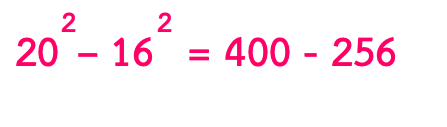 20² – 16² = 400 - 256